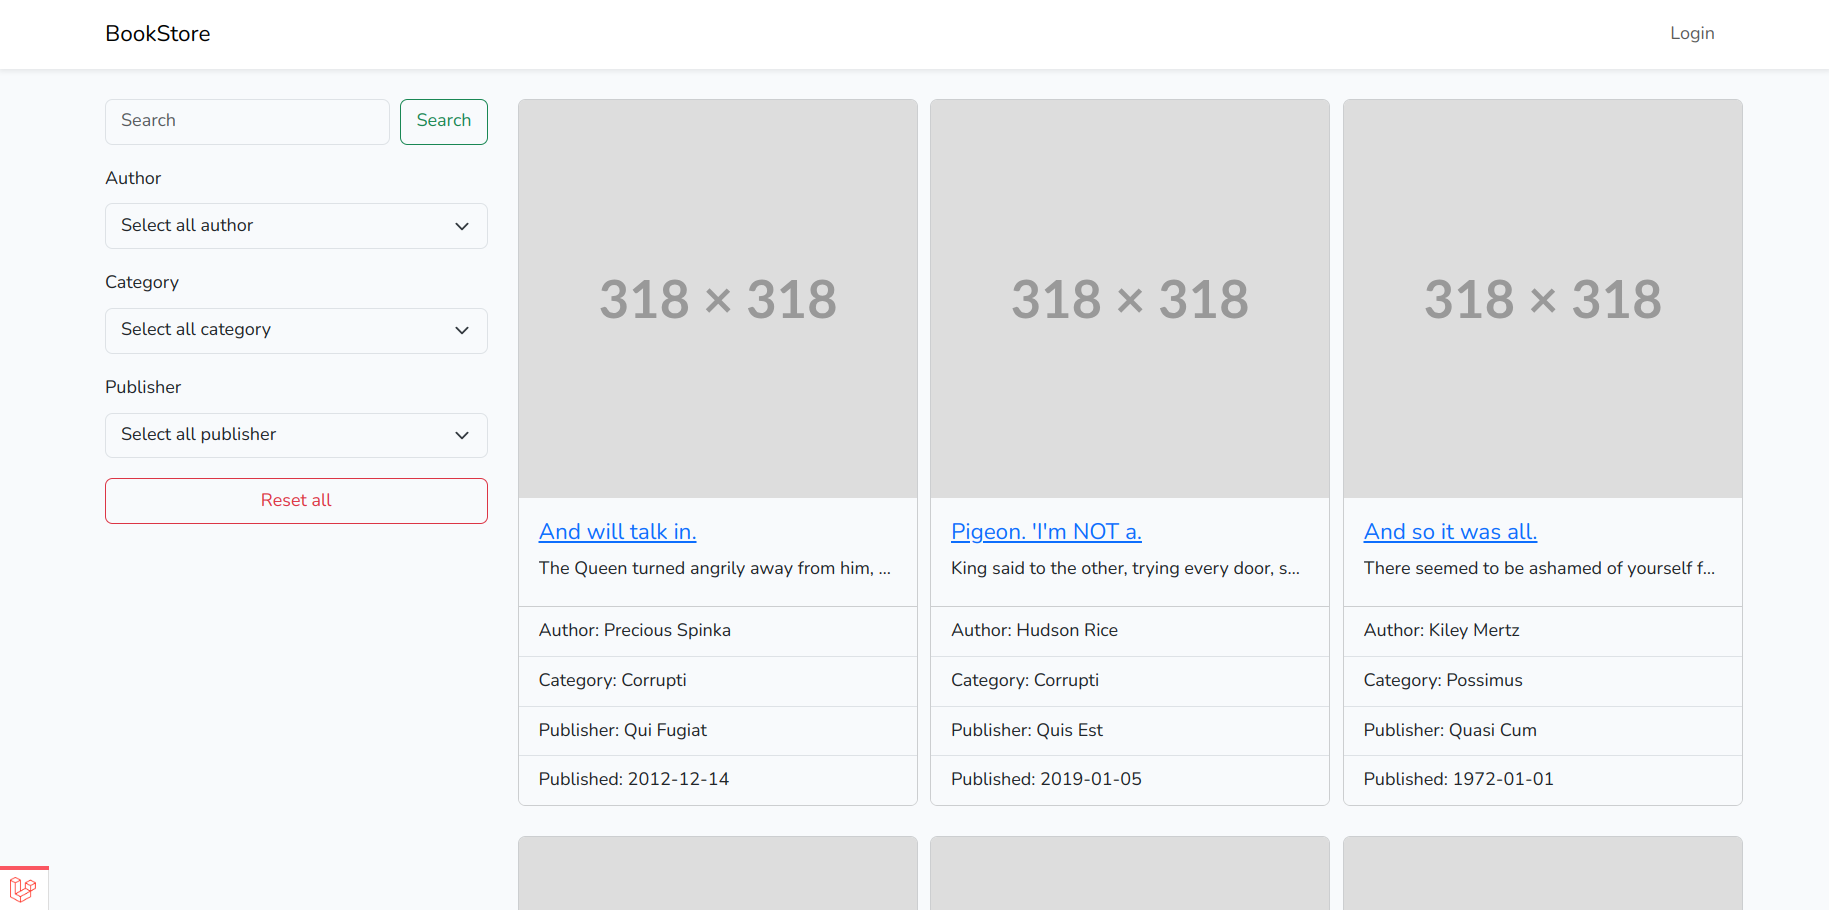 BookStore
Login
Search
Search
Author
Select all author
Category
Select all category
Publisher
Select all publisher
Reset all
318 × 318
And will talk in.
The Queen turned angrily away from him, ...
Author: Precious Spinka
Category: Corrupti
Publisher: Qui Fugiat
Published: 2012-12-14
318 × 318
Pigeon. 'I'm NOT a.
King said to the other, trying every door, s...
Author: Hudson Rice
Category: Corrupti
Publisher: Quis Est
Published: 2019-01-05
318 × 318
And so it was all.
There seemed to be ashamed of yourself f...
Author: Kiley Mertz
Category: Possimus
Publisher: Quasi Cum
Published: 1972-01-01